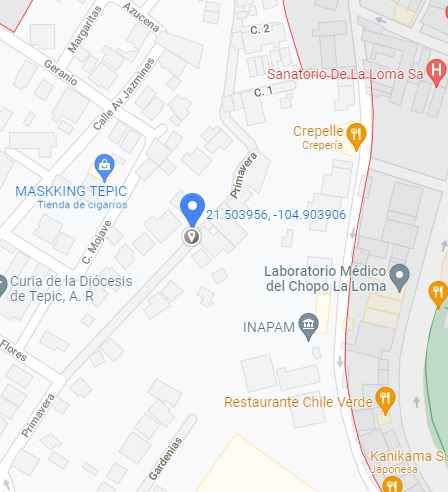 Azucena
Margaritas
C. 2
Geranio
Calle Av Jazmines
Sanatorio De La Loma Sa
H
C. 1
Crepelle
Crepería
Primavera
MASKKING TEPIC
Tienda de cigarros
21.503956, -104.903906
C. Mojave
Curia de la Diócesis
de Tepic, A. R
Laboratorio Médico
del Chopo La Loma
INAPAM
Flores
Restaurante Chile Verde
Primavera
Gardenias
Kanikama Su
Japonesa